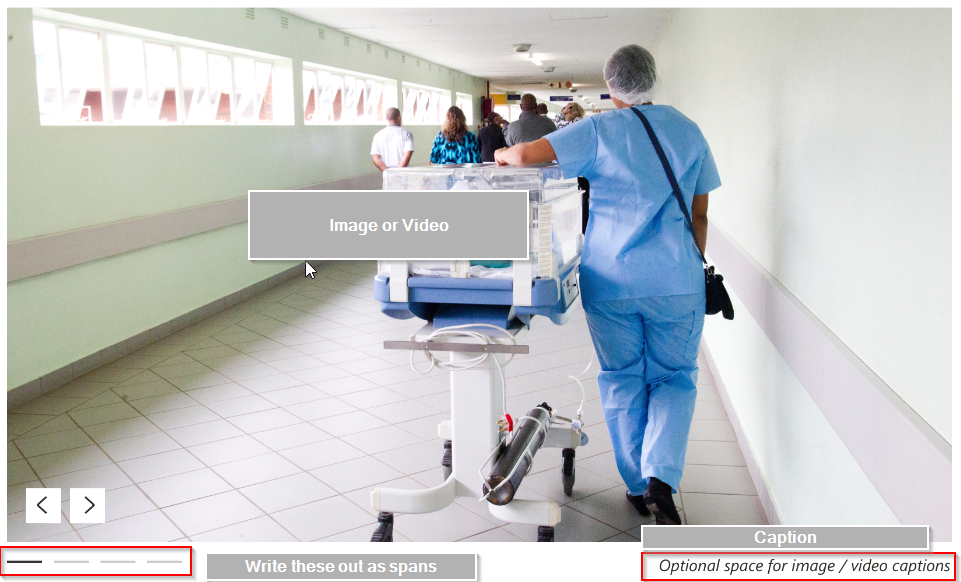 Image or Video
Caption
Write these out as spans
Optional space for image / video captions